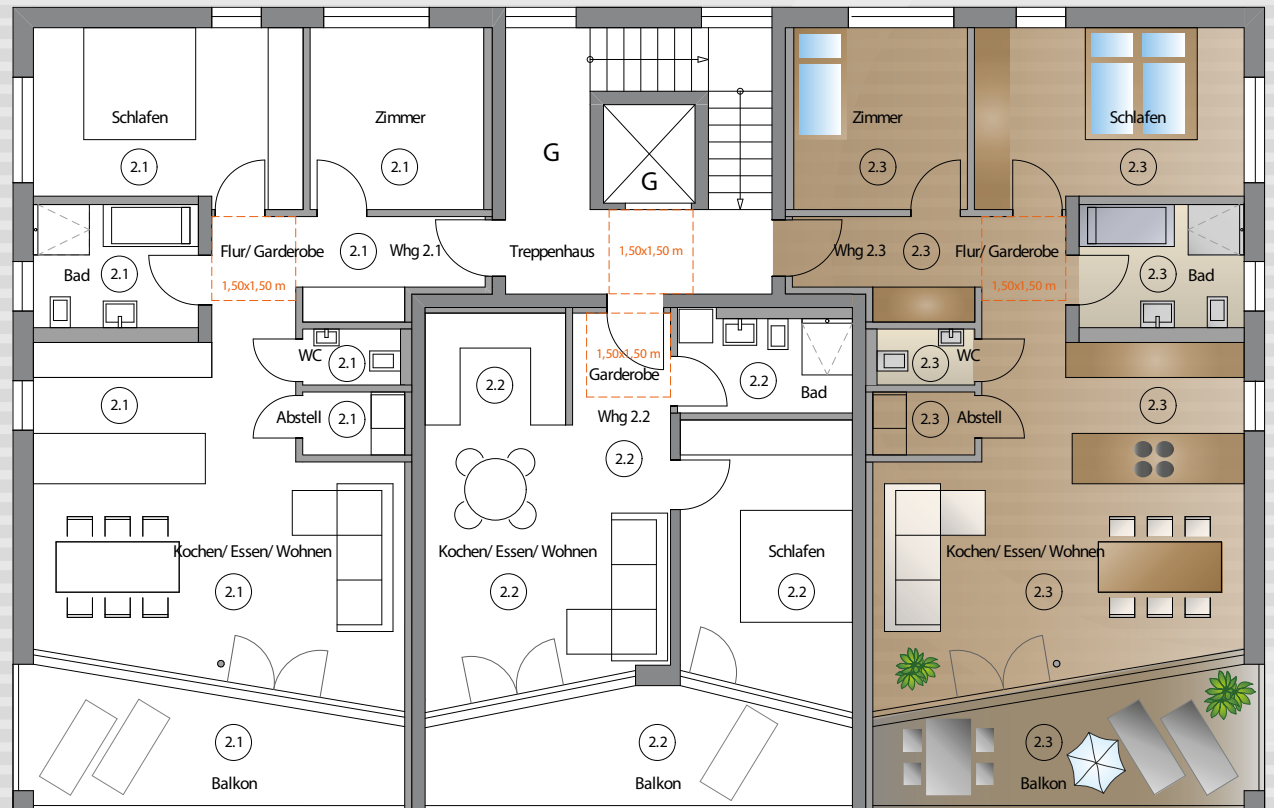 Schlafen
2.1
Zimmer
2.1
G
G
Zimmer
2.3
Schlafen
2.3
Bad
2.1
Flur/ Garderobe
1,50x1,50 m
2.1
Whg 2.1
Treppenhaus
1,50x1,50 m
Whg 2.3
2.3
Flur/ Garderobe
1,50x1,50 m
2.3
Bad
WC
2.1
Abstell
2.1
2.1
2.2
1,50x1,50 m
Garderobe
Whg 2.2
2.2
2.2
Bad
2.3
WC
2.3
Abstell
2.3
Kochen/ Essen/ Wohnen
2.1
Kochen/ Essen/ Wohnen
2.2
Schlafen
2.2
Kochen/ Essen/ Wohnen
2.3
2.1
Balkon
2.2
Balkon
2.3
Balkon